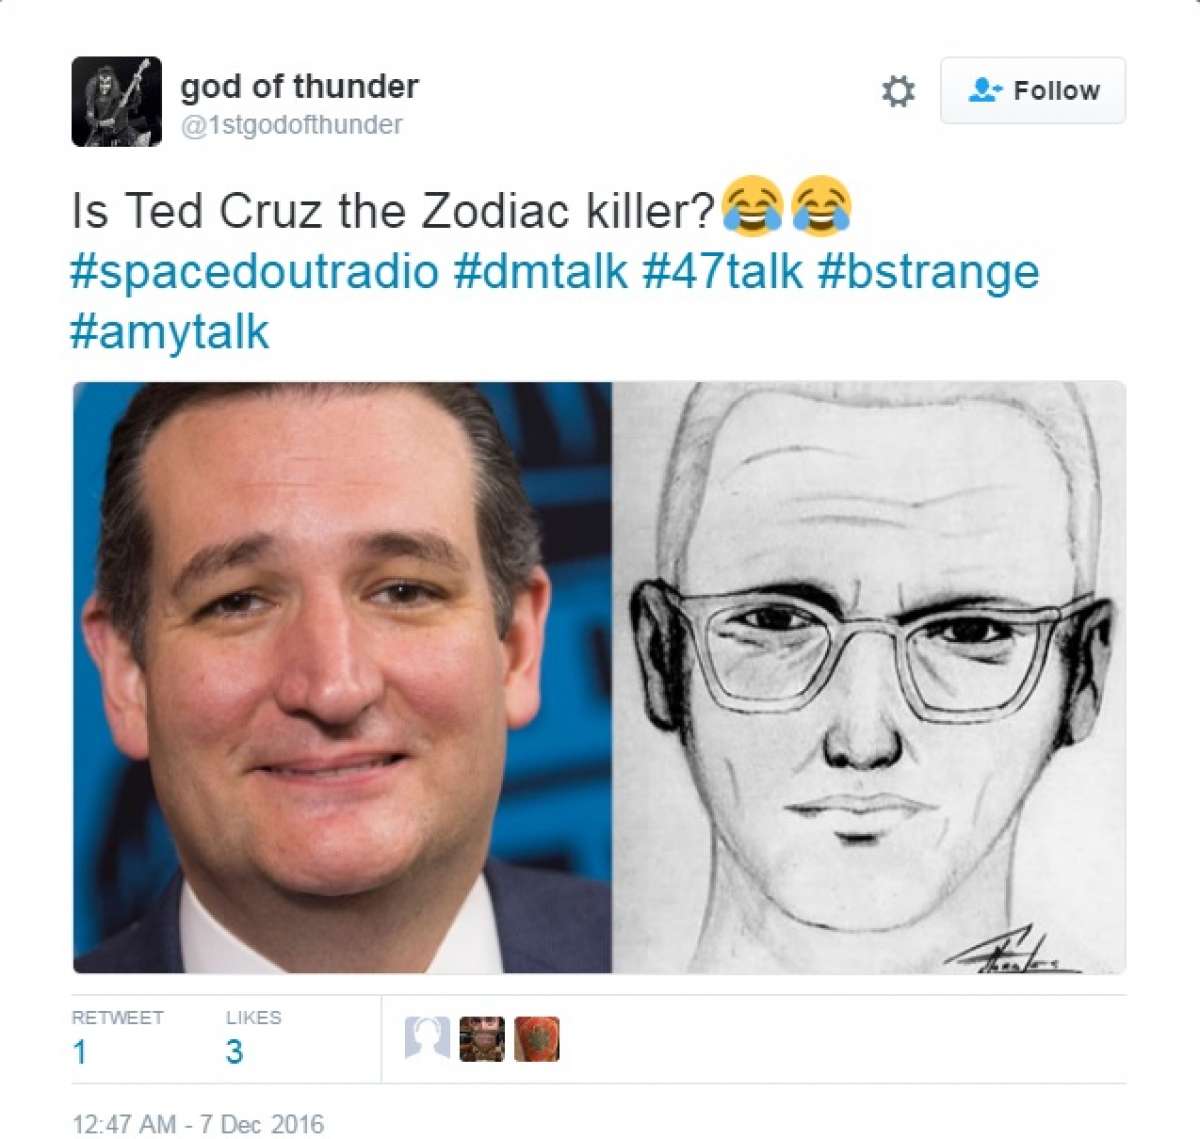 god of thunder
@1stgodofthunder
Follow
Is Ted Cruz the Zodiac killer?😂😂
#spacedoutradio #dmtalk #47talk #bstrange
#amytalk
RETWEET
1
LIKES
3
12:47 AM - 7 Dec 2016